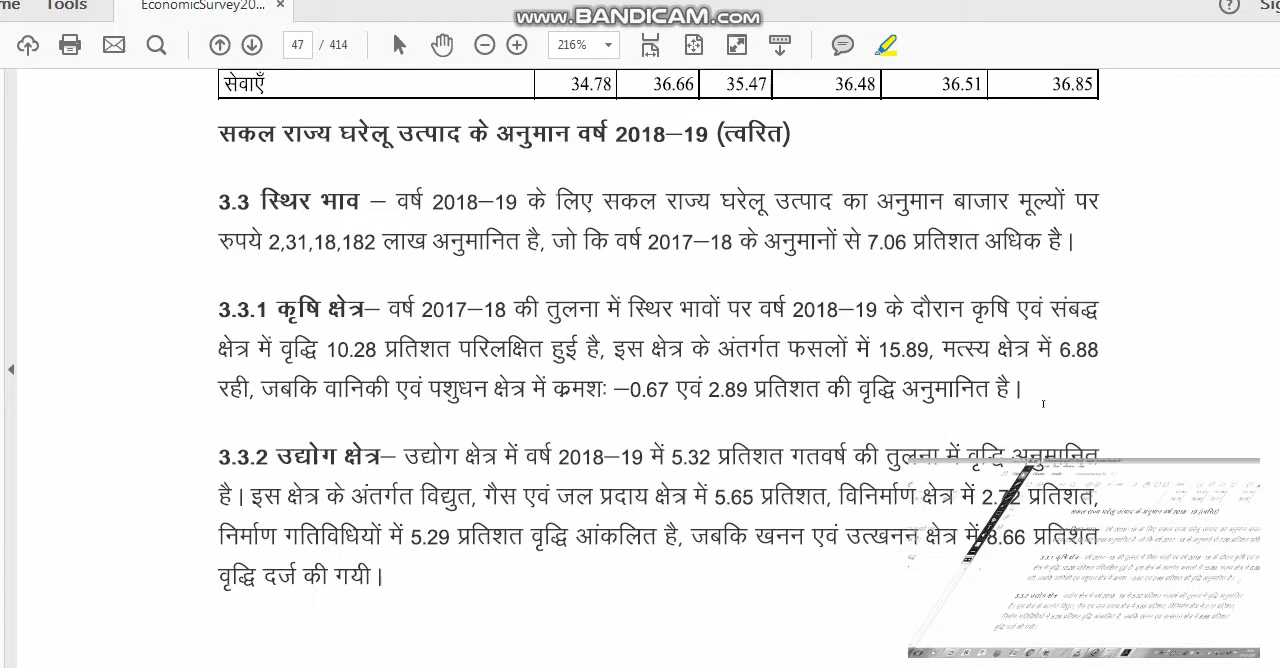 me Tools EconomicSurvey20... ×
www.BANDICAM.com
47 / 414 216%
सेवाएँ 34.78 36.66 35.47 36.48 36.51 36.85
सकल राज्य घरेलू उत्पाद के अनुमान वर्ष 2018–19 (त्वरित)
3.3 स्थिर भाव – वर्ष 2018–19 के लिए सकल राज्य घरेलू उत्पाद का अनुमान बाजार मूल्यों पर
रुपये 2,31,18,182 लाख अनुमानित है, जो कि वर्ष 2017–18 के अनुमानों से 7.06 प्रतिशत अधिक है।
3.3.1 कृषि क्षेत्र– वर्ष 2017–18 की तुलना में स्थिर भावों पर वर्ष 2018–19 के दौरान कृषि एवं संबद्ध
क्षेत्र में वृद्धि 10.28 प्रतिशत परिलक्षित हुई है, इस क्षेत्र के अंतर्गत फसलों में 15.89, मत्स्य क्षेत्र में 6.88
रही, जबकि वानिकी एवं पशुधन क्षेत्र में कमशः –0.67 एवं 2.89 प्रतिशत की वृद्धि अनुमानित है।
3.3.2 उद्योग क्षेत्र– उद्योग क्षेत्र में वर्ष 2018–19 में 5.32 प्रतिशत गतवर्ष की तुलना में वृद्धि अनुमानित
है। इस क्षेत्र के अंतर्गत विद्युत, गैस एवं जल प्रदाय क्षेत्र में 5.65 प्रतिशत, विनिर्माण क्षेत्र में 2.72 प्रतिशत,
निर्माण गतिविधियों में 5.29 प्रतिशत वृद्धि आंकलित है, जबकि खनन एवं उत्खनन क्षेत्र में 8.66 प्रतिशत
वृद्धि दर्ज की गयी।